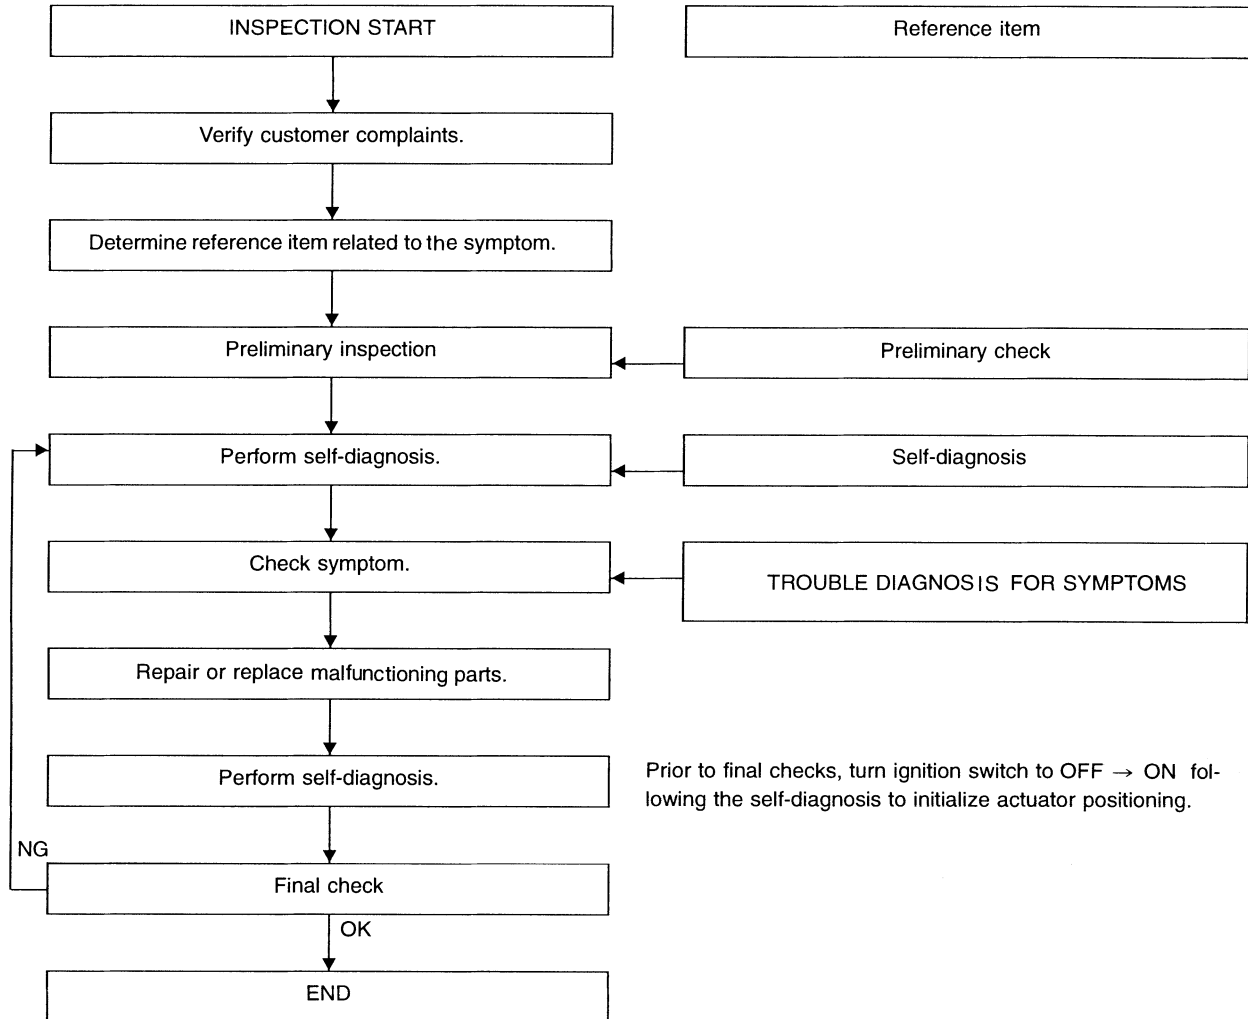 INSPECTION START
Reference item
Verify customer complaints.
Determine reference item related to the symptom.
Preliminary inspection
Preliminary check
Perform self-diagnosis.
Self-diagnosis
Check symptom.
TROUBLE DIAGNOSIS FOR SYMPTOMS
Repair or replace malfunctioning parts.
Perform self-diagnosis.
Prior to final checks, turn ignition switch to OFF → ON fol-
lowing the self-diagnosis to initialize actuator positioning.
NG
Final check
OK
END